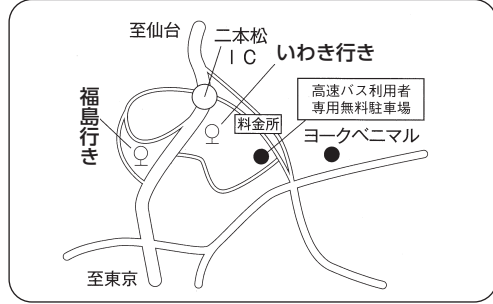 至仙台
二本松
IC
いわき行き
高速バス利用者
専用無料駐車場
福島行き
料金所
ヨークベニマル
至東京